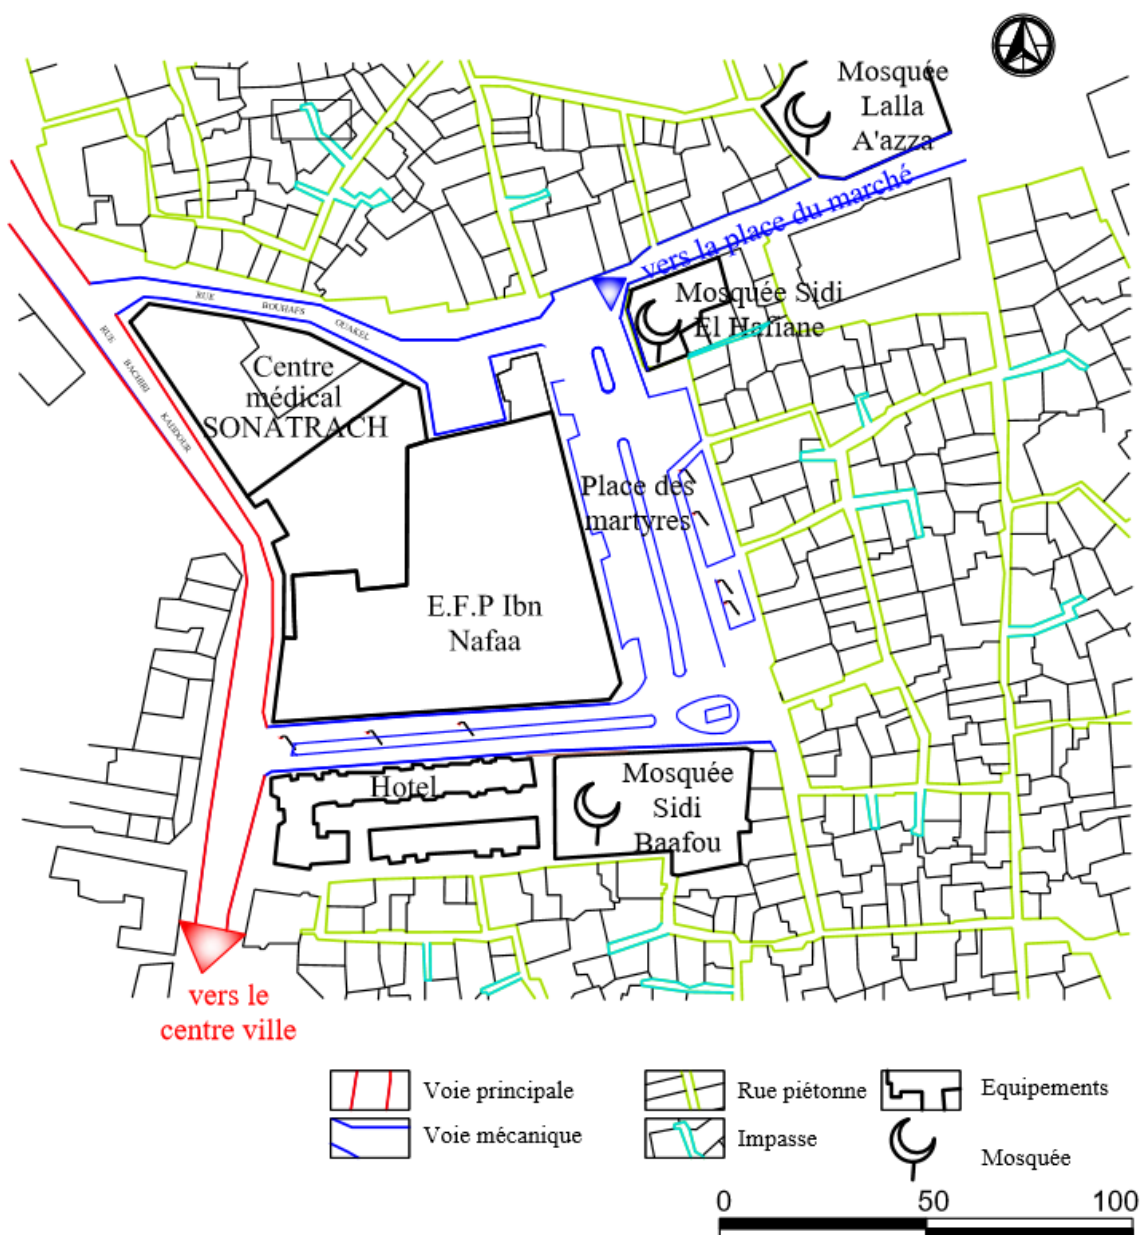 Mosquée
Lalla
A'azza
vers la place du marché
Mosquée Sidi
El Hafiane
RUE BOUHAFS OUAKEL
RUE BACHIRI KADDOUR
Centre
médical
SONATRACH
Place des
martyres
E.F.P Ibn
Nafaa
Hotel
Mosquée
Sidi
Baafou
vers le
centre ville
Voie principale
Rue piétonne
Equipements
Voie mécanique
Impasse
Mosquée
0 50 100